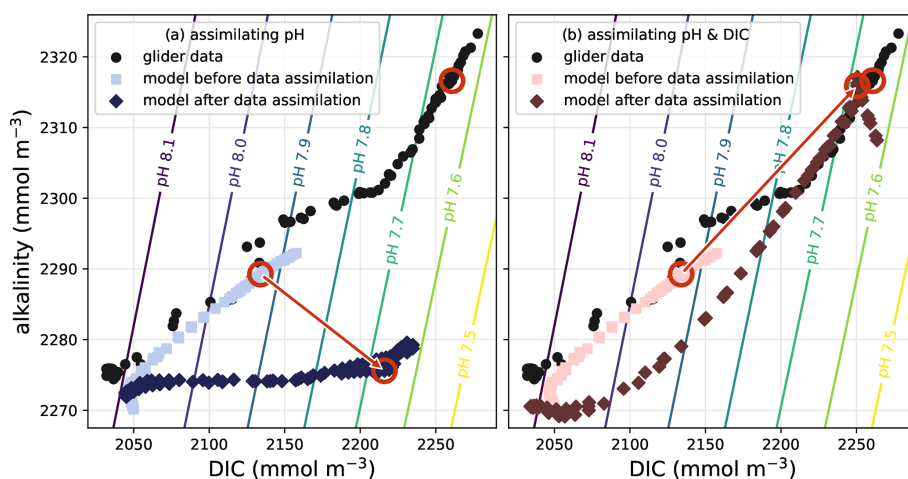 (a) assimilating pH
glider data
model before data assimilation
model after data assimilation
2320
2310
2300
2290
2280
2270
alkalinity (mmol m⁻³)
pH 8.1
pH 8.0
pH 7.9
pH 7.8
pH 7.7
pH 7.6
pH 7.5
2050
2100
2150
2200
2250
DIC (mmol m⁻³)
(b) assimilating pH & DIC
glider data
model before data assimilation
model after data assimilation
pH 8.1
pH 8.0
pH 7.9
pH 7.8
pH 7.7
pH 7.6
pH 7.5
2050
2100
2150
2200
2250
DIC (mmol m⁻³)